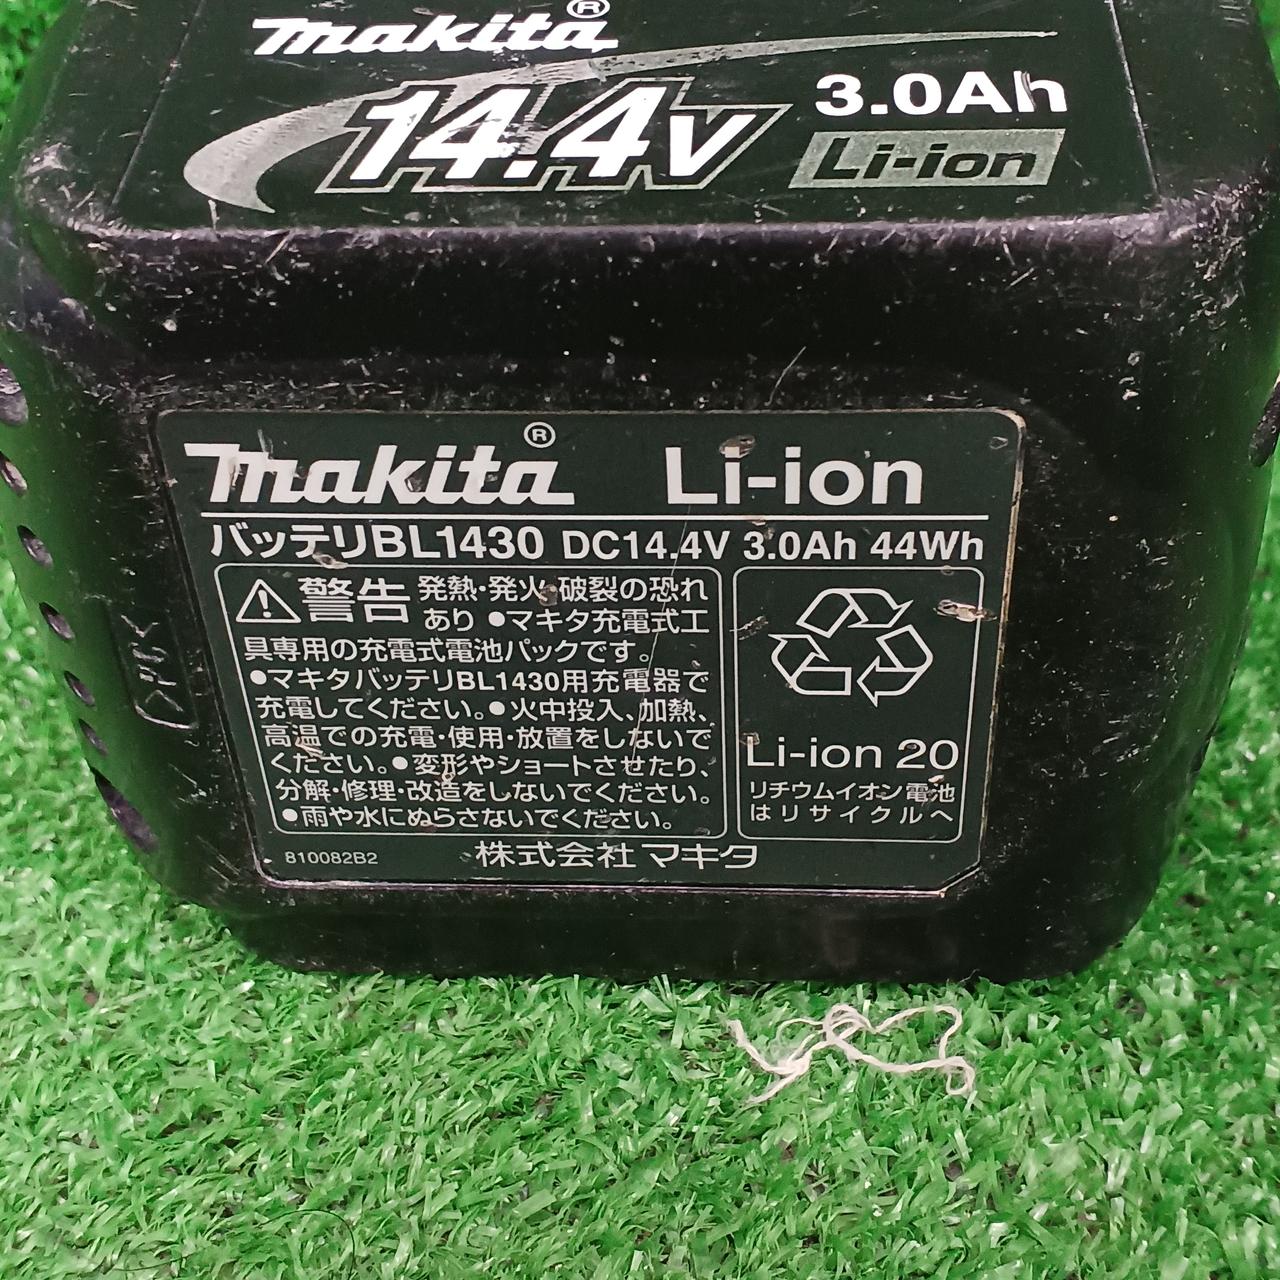 makita®
14.4V
3.0Ah
Li-ion
makita® Li-ion
バッテリBL1430 DC14.4V 3.0Ah 44Wh
警告 発熱・発火・破裂の恐れ
あり ●マキタ充電式工
具専用の充電式電池パックです。
●マキタバッテリBL1430用充電器で
充電してください。●火中投入、加熱、
高温での充電・使用・放置をしないで
ください。●変形やショートさせたり、
分解・修理・改造をしないでください。
●雨や水にぬらさないでください。
Li-ion 20
リチウムイオン電池
はリサイクルへ
810082B2
株式会社マキタ